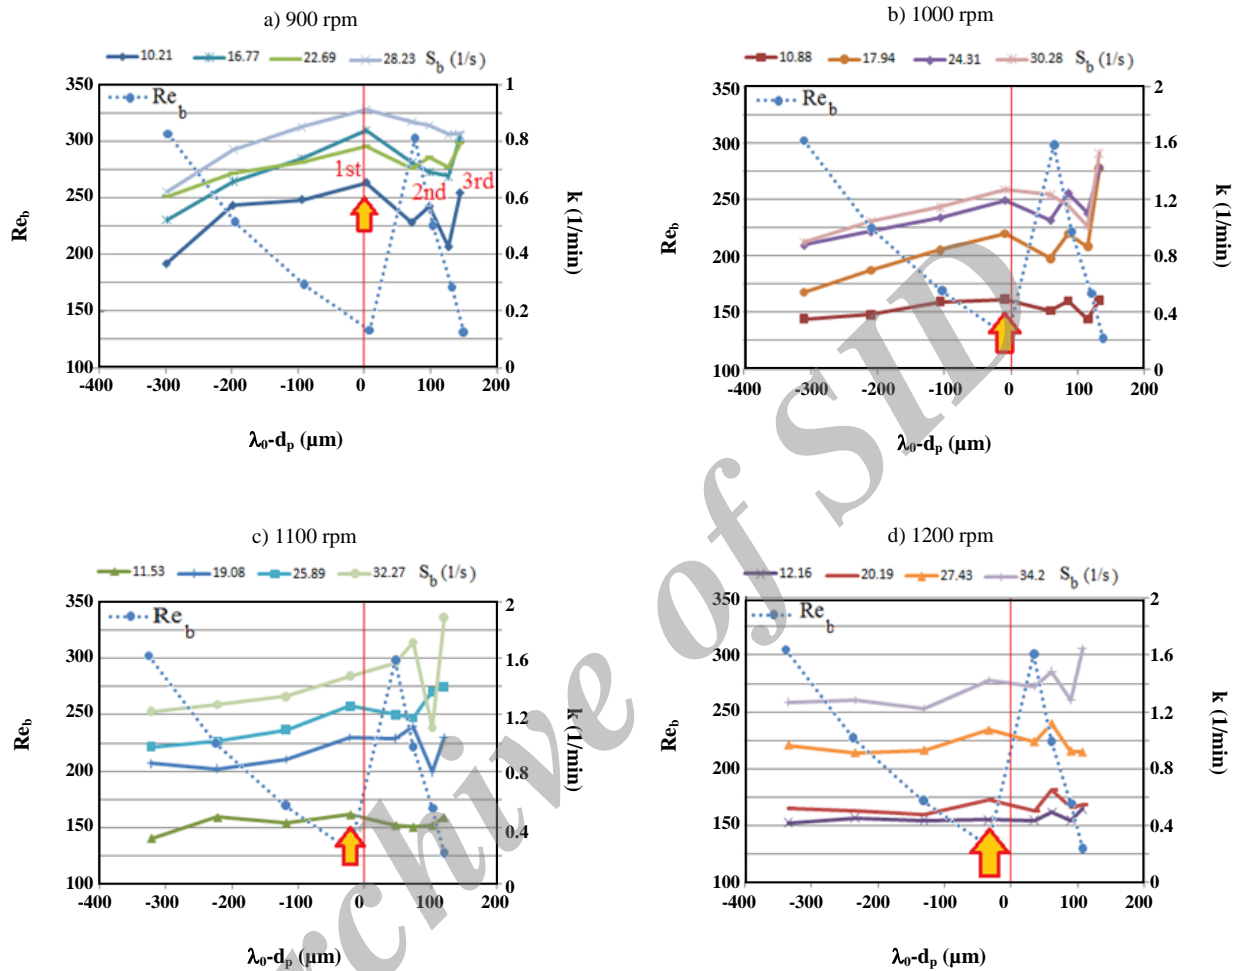 a) 900 rpm
10.21 16.77 22.69 28.23 S_b (1/s)
Re_b
350
300
250
200
150
100
1
0.8
0.6
0.4
0.2
0
1st
2nd
3rd
-400 -300 -200 -100 0 100 200
Re_b
k (1/min)
λ₀-d_p (µm)
b) 1000 rpm
10.88 17.94 24.31 30.28 S_b (1/s)
Re_b
350
300
250
200
150
100
2
1.6
1.2
0.8
0.4
0
-400 -300 -200 -100 0 100 200
Re_b
k (1/min)
λ₀-d_p (µm)
c) 1100 rpm
11.53 19.08 25.89 32.27 S_b (1/s)
Re_b
350
300
250
200
150
100
2
1.6
1.2
0.8
0.4
0
-400 -300 -200 -100 0 100 200
Re_b
k (1/min)
λ₀-d_p (µm)
d) 1200 rpm
12.16 20.19 27.43 34.2 S_b (1/s)
Re_b
350
300
250
200
150
100
2
1.6
1.2
0.8
0.4
0
-400 -300 -200 -100 0 100 200
Re_b
k (1/min)
λ₀-d_p (µm)
rchive of SID